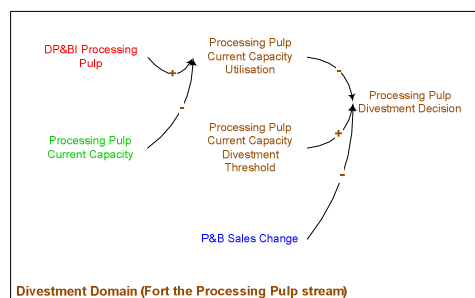 DP&BI Processing
Pulp
Processing Pulp
Current Capacity
Utilisation
+
-
-
Processing Pulp
Divestment Decision
Processing Pulp
Current Capacity
Processing Pulp
Current Capacity
Divestment
Threshold
+
-
P&B Sales Change
Divestment Domain (Fort the Processing Pulp stream)